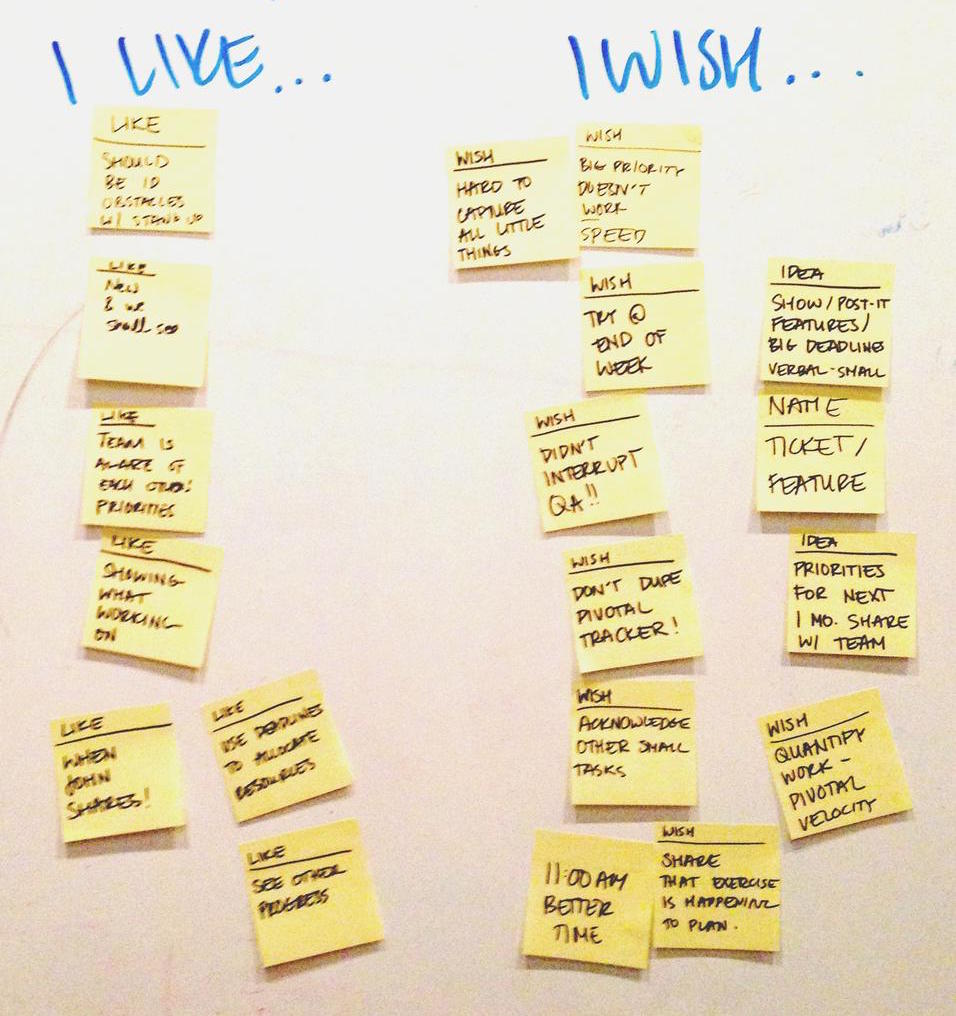 I LIKE...
LIKE
SHOULD
BE ID
OBSTACLES
W/ STAND UP
LIKE
NEW
& WE
LIKE
TEAM IS
AWARE OF
EACH OTHERS
PRIORITIES
LIKE
SHOWING
WHAT
WORKING
ON
LIKE
WHEN
JOHN
SHARES!
LIKE
USE DEADLINES
TO ALLOCATE
RESOURCES
LIKE
SEE OTHER
PROGRESS
I WISH...
WISH
HARD TO
CAPTURE
ALL LITTLE
THINGS
WISH
BIG PRIORITY
DOESN'T
WORK
SPEED
WISH
TRY @
END OF
WEEK
WISH
DIDN'T
INTERRUPT
QA!!
WISH
DON'T DUPE
PIVOTAL
TRACKER!
WISH
ACKNOWLEDGE
OTHER SMALL
TASKS
11:00 AM
BETTER
TIME
WISH
SHARE
THAT EXERCISE
IS HAPPENING
TO PLAN.
IDEA
SHOW/POST-IT
FEATURES/
BIG DEADLINE
VERBAL-SMALL
NAME
TICKET/
FEATURE
IDEA
PRIORITIES
FOR NEXT
1 MO. SHARE
W/ TEAM
WISH
QUANTIFY
WORK -
PIVOTAL
VELOCITY